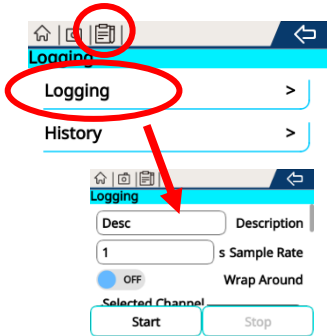 Logging
Logging >
History >
Logging
Desc Description
1 s Sample Rate
OFF Wrap Around
Selected Channel
Start Stop